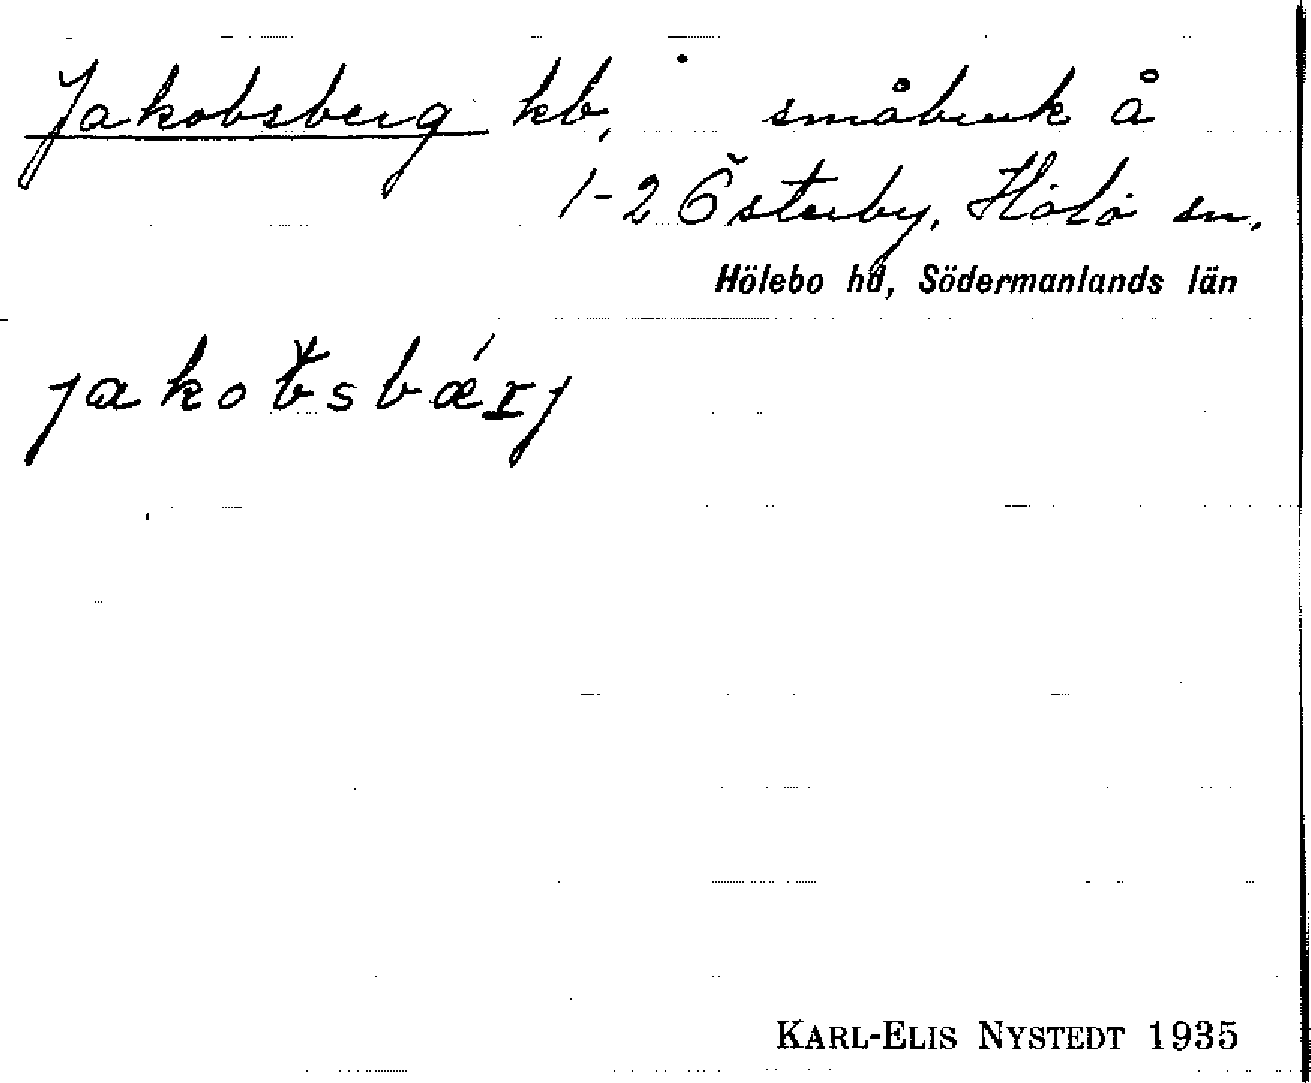 Jakobsberg kb, småbruk å
1-2 Österby, Hölö sn.
Hölebo hd, Södermanlands län
jakobsbærj
KARL-ELIS NYSTEDT 1935